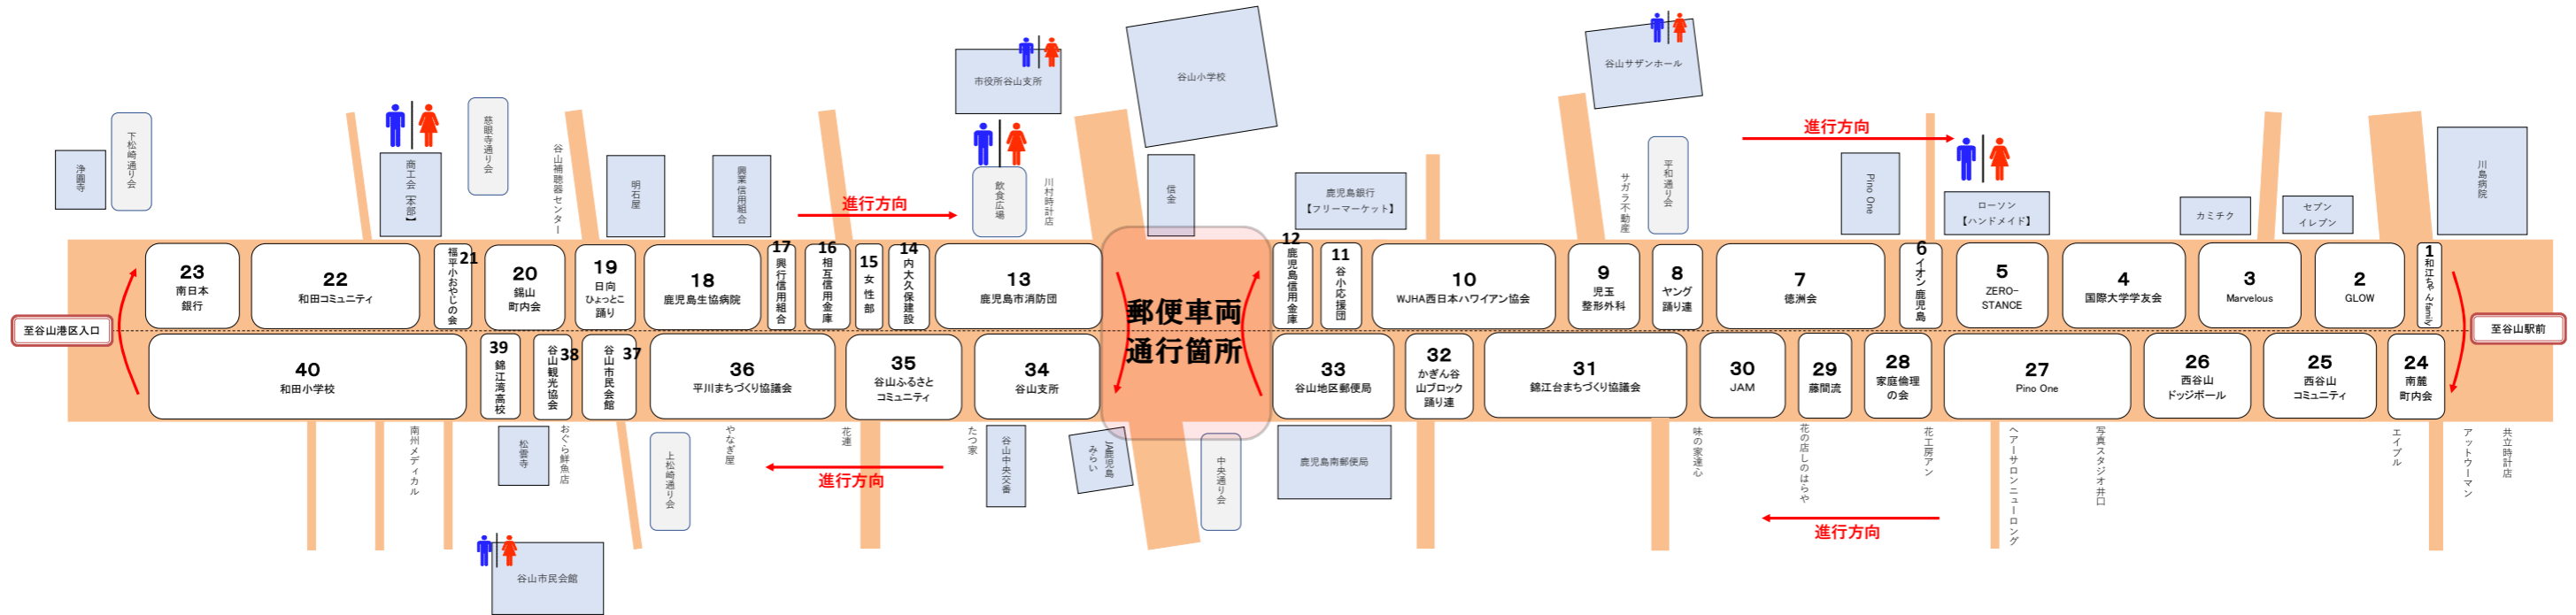 浄圓寺
下松崎通り会
商工会【本部】
慈眼寺通り会
谷山補聴器センター
明石屋
興業信用組合
進行方向
市役所谷山支所
飲食広場
川村時計店
谷山小学校
信金
鹿児島銀行
【フリーマーケット】
谷山サザンホール
サガラ不動産
平和通り会
進行方向
Pino One
ローソン
【ハンドメイド】
カミチク
セブン
イレブン
川島病院
至谷山港区入口
23
南日本
銀行
22
和田コミュニティ
21
福平小おやじの会
20
錫山
町内会
19
日向
ひょっとこ
踊り
18
鹿児島生協病院
17
興行信用組合
16
相互信用金庫
15
女性部
14
内大久保建設
13
鹿児島市消防団
郵便車両
通行箇所
12
鹿児島信用金庫
11
谷小応援団
10
WJHA西日本ハワイアン協会
9
児玉
整形外科
8
ヤング
踊り連
7
徳洲会
6
イオン鹿児島
5
ZERO-
STANCE
4
国際大学学友会
3
Marvelous
2
GLOW
1
和江ちゃんfamily
至谷山駅前
40
和田小学校
39
錦江湾高校
38
谷山観光協会
37
谷山市民会館
36
平川まちづくり協議会
35
谷山ふるさと
コミュニティ
34
谷山支所
33
谷山地区郵便局
32
かぎん谷
山ブロック
踊り連
31
錦江台まちづくり協議会
30
JAM
29
藤間流
28
家庭倫理
の会
27
Pino One
26
西谷山
ドッジボール
25
西谷山
コミュニティ
24
南麓
町内会
南州メディカル
松雲寺
おぐら鮮魚店
上松崎通り会
やなぎ屋
進行方向
花連
たつ家
谷山中央交番
JA鹿児島
みらい
中央通り会
鹿児島南郵便局
味の家達心
花の店しのはらや
進行方向
花工房アン
ヘアーサロンニューロング
写真スタジオ井口
エイブル
アットウーマン
共立時計店
谷山市民会館